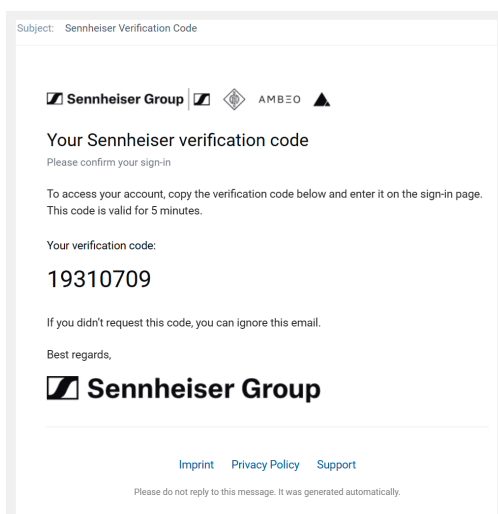 Subject: Sennheiser Verification Code
Sennheiser Group AMBEO
Your Sennheiser verification code
Please confirm your sign-in
To access your account, copy the verification code below and enter it on the sign-in page.
This code is valid for 5 minutes.
Your verification code:
19310709
If you didn't request this code, you can ignore this email.
Best regards,
Sennheiser Group
Imprint Privacy Policy Support
Please do not reply to this message. It was generated automatically.